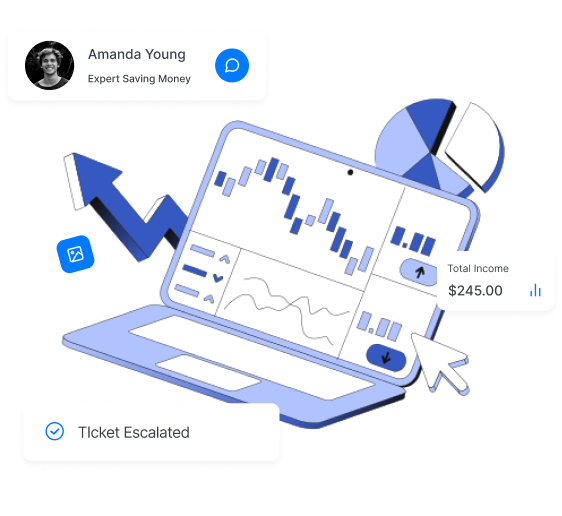 Amanda Young
Expert Saving Money
Total Income
$245.00
TIcket Escalated